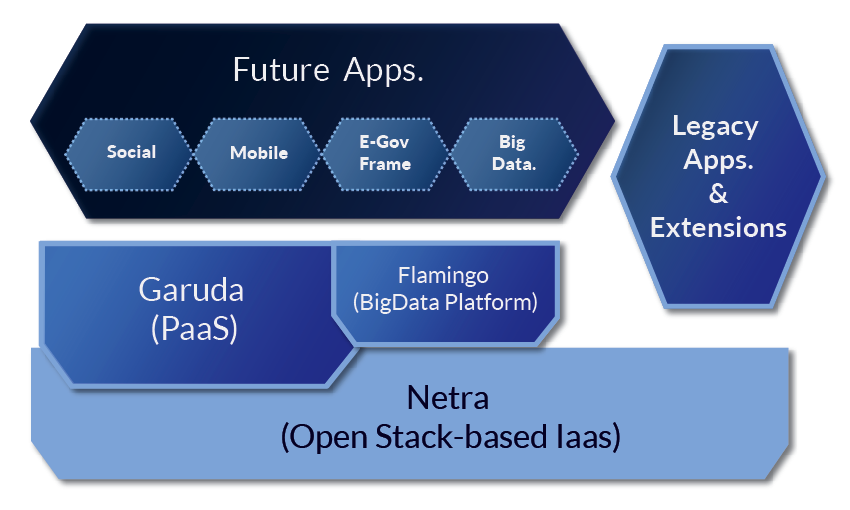 Future Apps.
Social
Mobile
E-Gov
Frame
Big
Data.
Legacy
Apps.
&
Extensions
Garuda
(PaaS)
Flamingo
(BigData Platform)
Netra
(Open Stack-based Iaas)